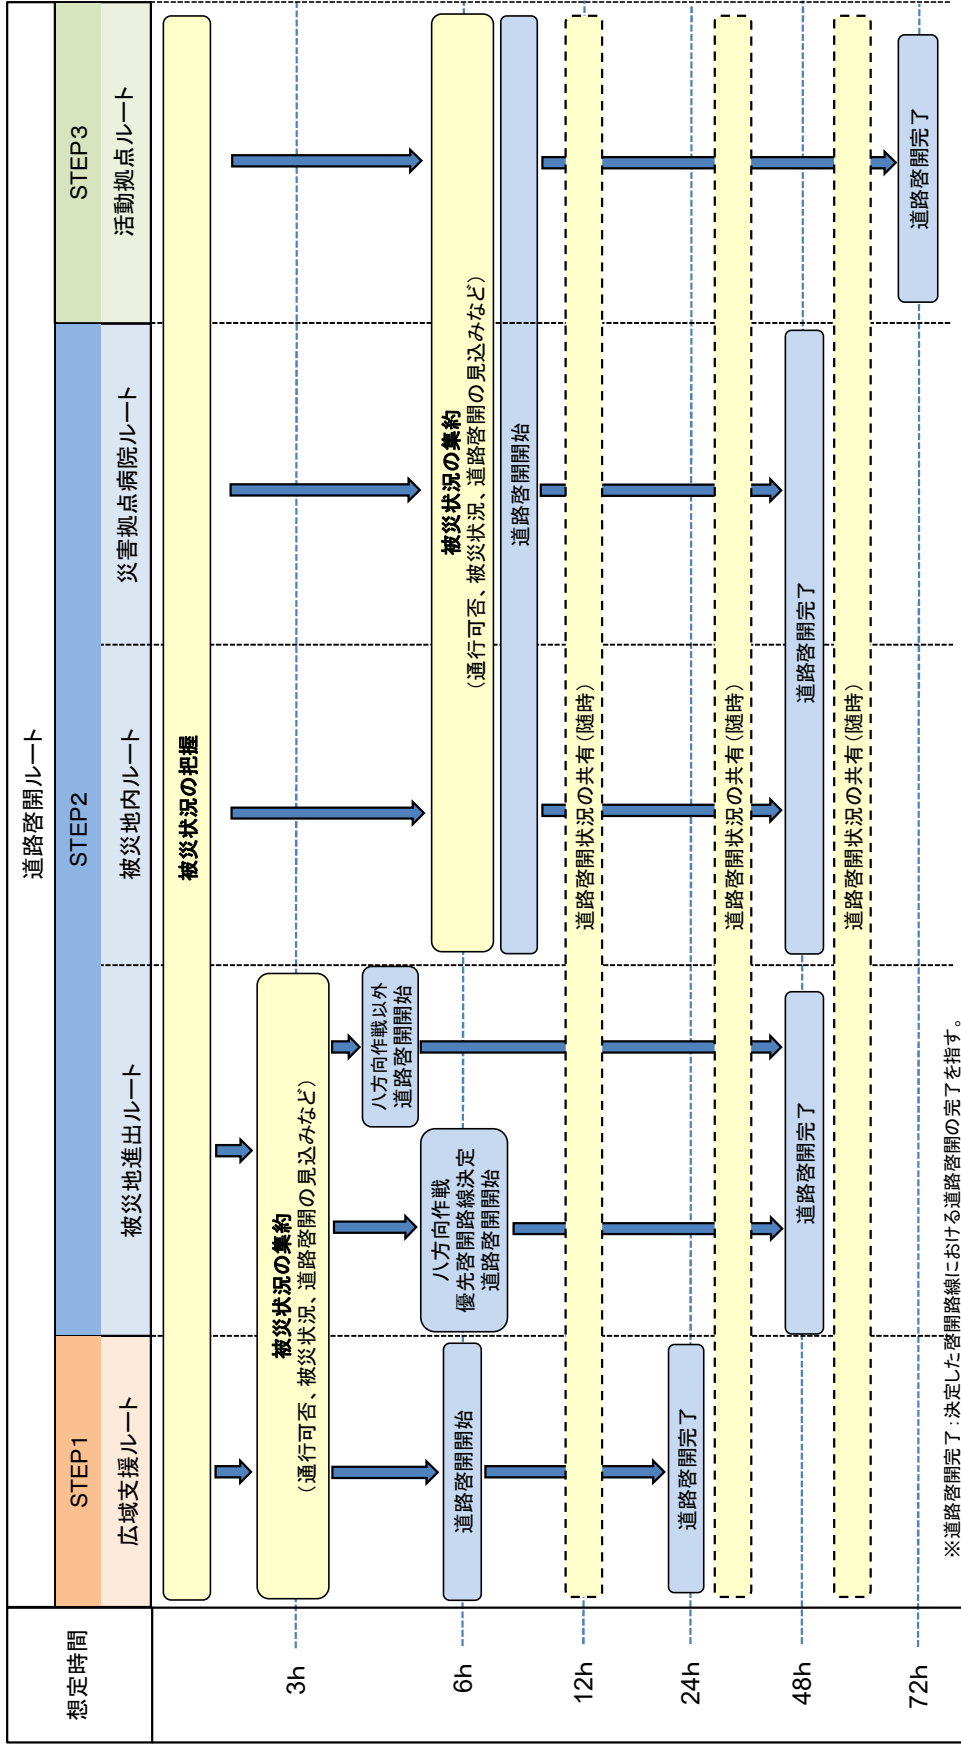 想定時間
道路啓開ルート
STEP1
STEP2
STEP3
広域支援ルート
被災地進出ルート
被災地内ルート
災害拠点病院ルート
活動拠点ルート
被災状況の把握
3h
被災状況の集約
（通行可否、被災状況、道路啓開の見込みなど）
八方向作戦以外
道路啓開開始
6h
道路啓開開始
八方向作戦
優先啓開路線決定
道路啓開開始
被災状況の集約
（通行可否、被災状況、道路啓開の見込みなど）
道路啓開開始
12h
道路啓開状況の共有（随時）
24h
道路啓開完了
道路啓開状況の共有（随時）
48h
道路啓開完了
道路啓開完了
道路啓開状況の共有（随時）
72h
道路啓開完了
※道路啓開完了：決定した啓開路線における道路啓開の完了を指す。